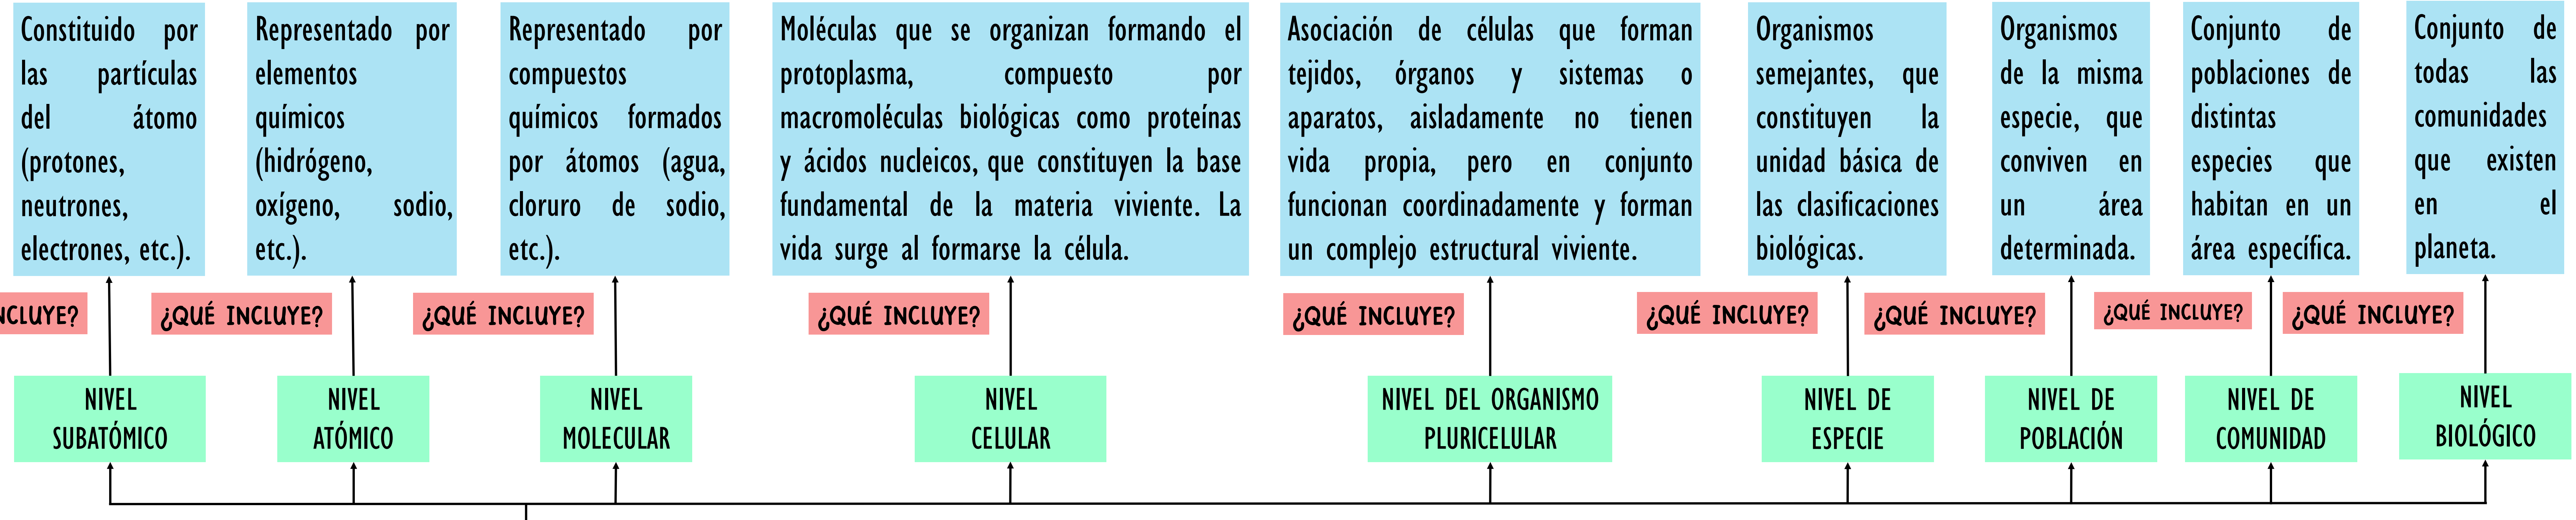 Constituido por
las partículas
del átomo
(protones,
neutrones,
electrones, etc.).
Representado por
elementos
químicos
(hidrógeno,
oxígeno, sodio,
etc.).
Representado por
compuestos
químicos formados
por átomos (agua,
cloruro de sodio,
etc.).
Moléculas que se organizan formando el
protoplasma, compuesto por
macromoléculas biológicas como proteínas
y ácidos nucleicos, que constituyen la base
fundamental de la materia viviente. La
vida surge al formarse la célula.
Asociación de células que forman
tejidos, órganos y sistemas o
aparatos, aisladamente no tienen
vida propia, pero en conjunto
funcionan coordinadamente y forman
un complejo estructural viviente.
Organismos
semejantes, que
constituyen la
unidad básica de
las clasificaciones
biológicas.
Organismos
de la misma
especie, que
conviven en
un área
determinada.
Conjunto de
poblaciones de
distintas
especies que
habitan en un
área específica.
Conjunto de
todas las
comunidades
que existen
en el
planeta.
NCLUYE?
¿QUÉ INCLUYE?
¿QUÉ INCLUYE?
¿QUÉ INCLUYE?
¿QUÉ INCLUYE?
¿QUÉ INCLUYE?
¿QUÉ INCLUYE?
¿QUÉ INCLUYE?
¿QUÉ INCLUYE?
NIVEL
SUBATÓMICO
NIVEL
ATÓMICO
NIVEL
MOLECULAR
NIVEL
CELULAR
NIVEL DEL ORGANISMO
PLURICELULAR
NIVEL DE
ESPECIE
NIVEL DE
POBLACIÓN
NIVEL DE
COMUNIDAD
NIVEL
BIOLÓGICO